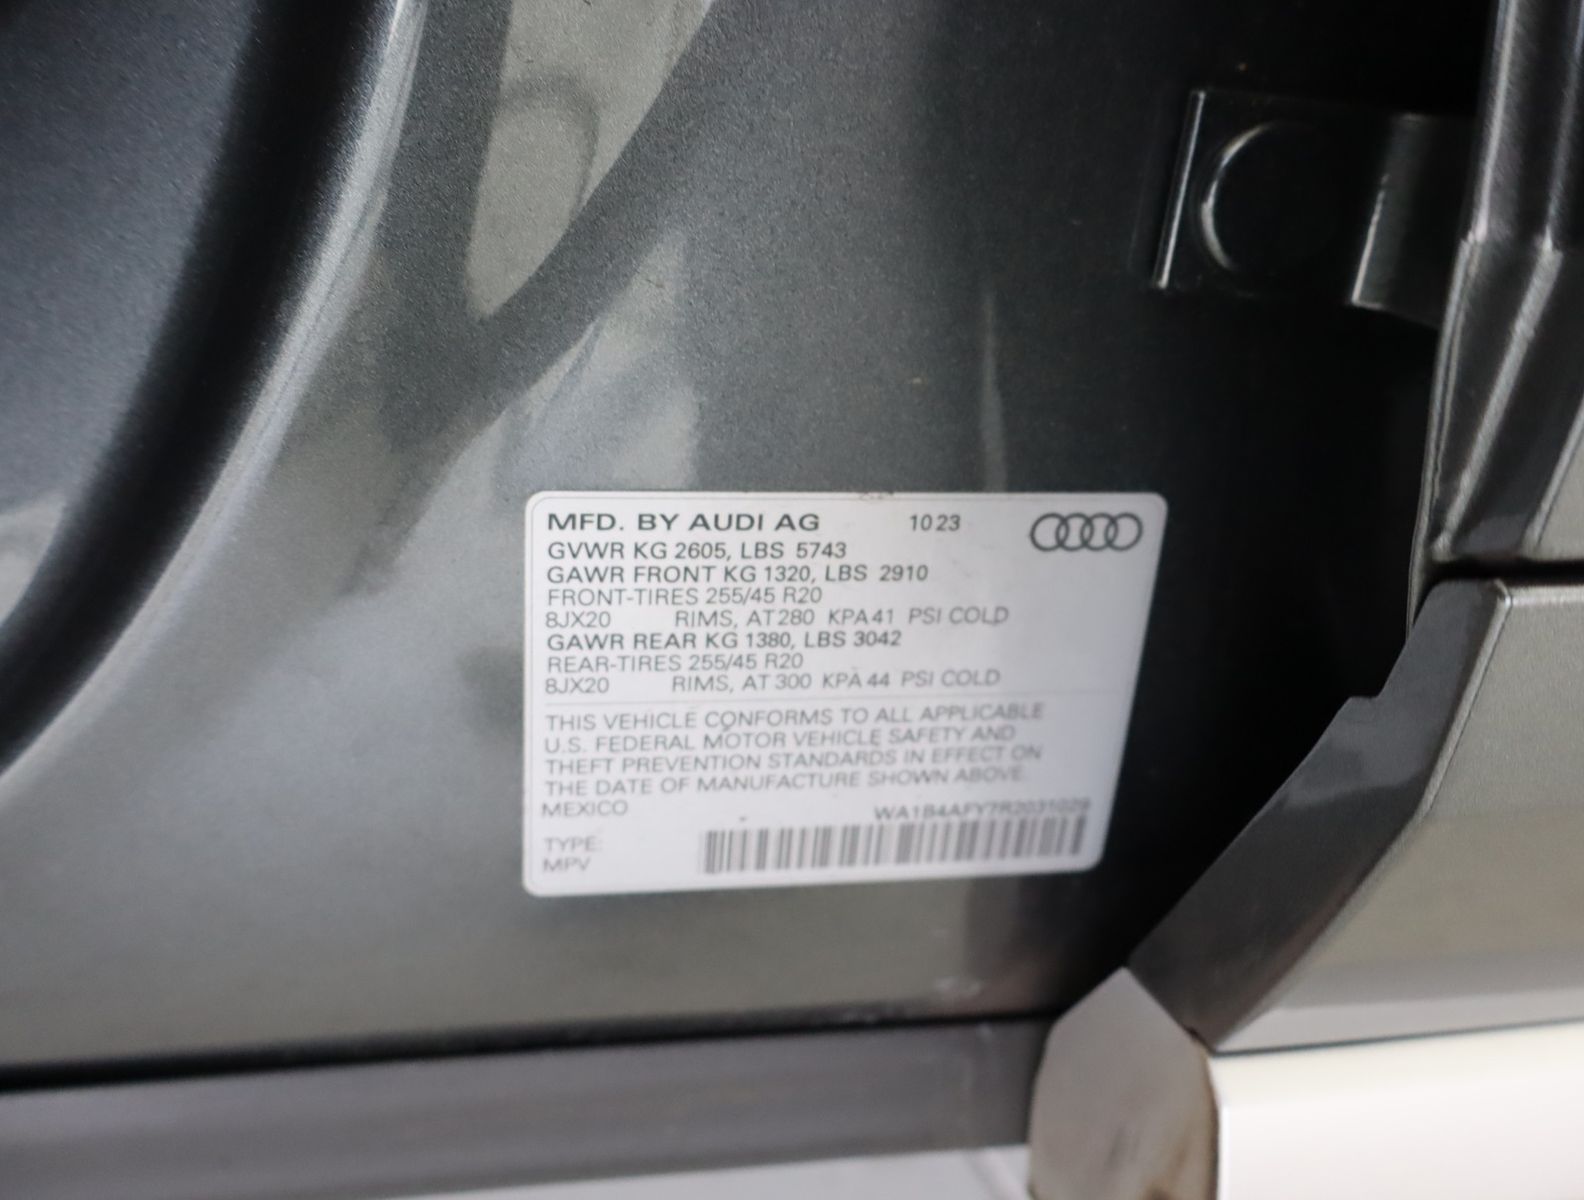 MFD. BY AUDI AG 10 23
GVWR KG 2605, LBS 5743
GAWR FRONT KG 1320, LBS 2910
FRONT-TIRES 255/45 R20
8JX20 RIMS, AT 280 KPA 41 PSI COLD
GAWR REAR KG 1380, LBS 3042
REAR-TIRES 255/45 R20
8JX20 RIMS, AT 300 KPA 44 PSI COLD
THIS VEHICLE CONFORMS TO ALL APPLICABLE
U.S. FEDERAL MOTOR VEHICLE SAFETY AND
THEFT PREVENTION STANDARDS IN EFFECT ON
THE DATE OF MANUFACTURE SHOWN ABOVE.
MEXICO WA1B4AFY7R2031029
TYPE:
MPV